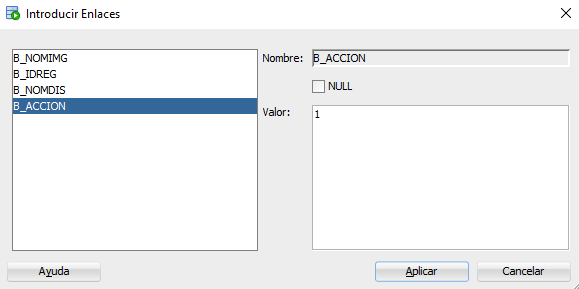 Introducir Enlaces
B_NOMIMG
B_IDREG
B_NOMDIS
B_ACCION
Nombre: B_ACCION
NULL
Valor: 1
Ayuda
Aplicar
Cancelar